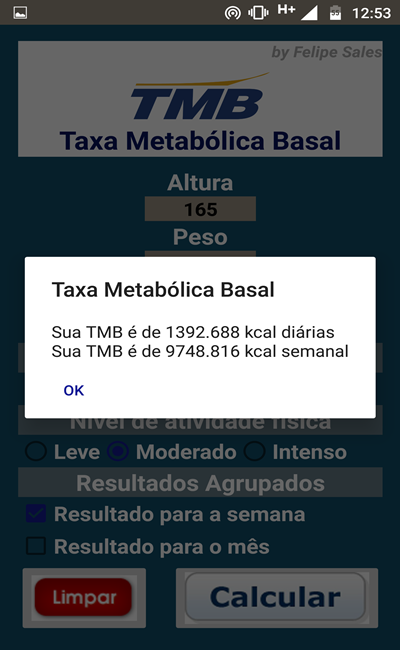 H+ 12:53
by Felipe Sales
TMB
Taxa Metabólica Basal
Altura
165
Peso
Taxa Metabólica Basal
Sua TMB é de 1392.688 kcal diárias
Sua TMB é de 9748.816 kcal semanal
OK
Nível de atividade física
Leve Moderado Intenso
Resultados Agrupados
Resultado para a semana
Resultado para o mês
Limpar Calcular